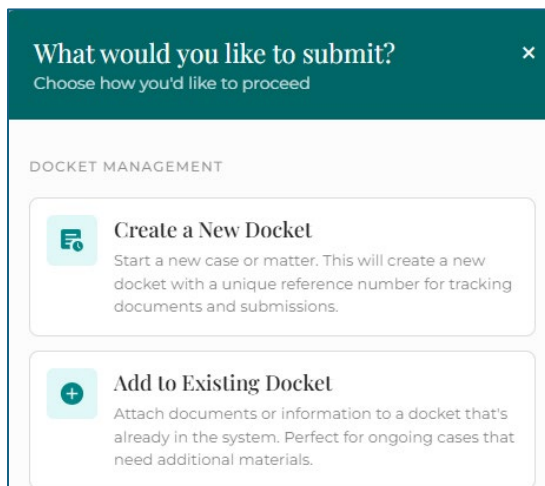 What would you like to submit?
×
Choose how you'd like to proceed
DOCKET MANAGEMENT
Create a New Docket
Start a new case or matter. This will create a new
docket with a unique reference number for tracking
documents and submissions.
Add to Existing Docket
Attach documents or information to a docket that's
already in the system. Perfect for ongoing cases that
need additional materials.